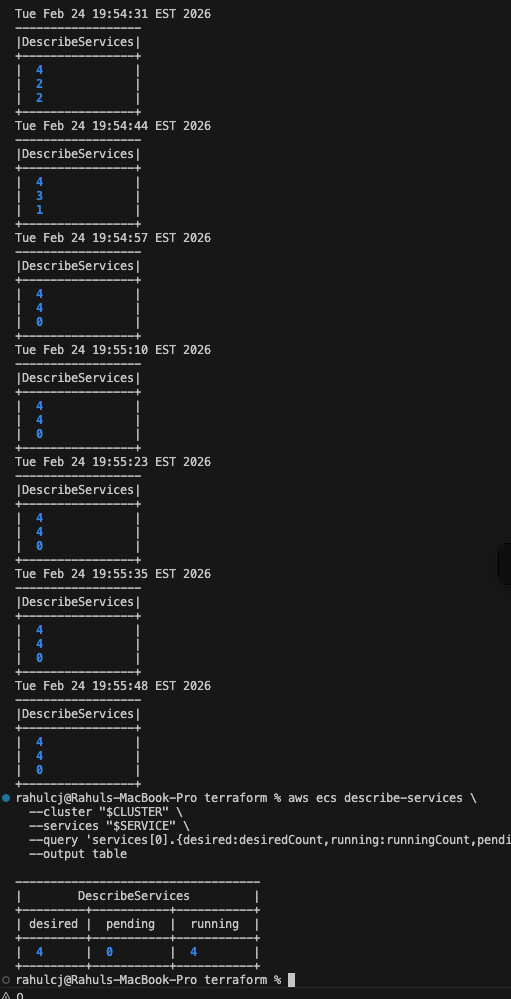 Tue Feb 24 19:54:31 EST 2026
------------------
|DescribeServices|
+----------------+
|  4             |
|  2             |
|  2             |
+----------------+
Tue Feb 24 19:54:44 EST 2026
------------------
|DescribeServices|
+----------------+
|  4             |
|  3             |
|  1             |
+----------------+
Tue Feb 24 19:54:57 EST 2026
------------------
|DescribeServices|
+----------------+
|  4             |
|  4             |
|  0             |
+----------------+
Tue Feb 24 19:55:10 EST 2026
------------------
|DescribeServices|
+----------------+
|  4             |
|  4             |
|  0             |
+----------------+
Tue Feb 24 19:55:23 EST 2026
------------------
|DescribeServices|
+----------------+
|  4             |
|  4             |
|  0             |
+----------------+
Tue Feb 24 19:55:35 EST 2026
------------------
|DescribeServices|
+----------------+
|  4             |
|  4             |
|  0             |
+----------------+
Tue Feb 24 19:55:48 EST 2026
------------------
|DescribeServices|
+----------------+
|  4             |
|  4             |
|  0             |
+----------------+
rahulcj@Rahuls-MacBook-Pro terraform % aws ecs describe-services \
  --cluster "$CLUSTER" \
  --services "$SERVICE" \
  --query 'services[0].{desired:desiredCount,running:runningCount,pendi
  --output table
-----------------------------------
|        DescribeServices         |
+---------+-----------+-----------+
| desired |  pending  |  running  |
+---------+-----------+-----------+
|  4      |  0        |  4        |
+---------+-----------+-----------+
rahulcj@Rahuls-MacBook-Pro terraform %